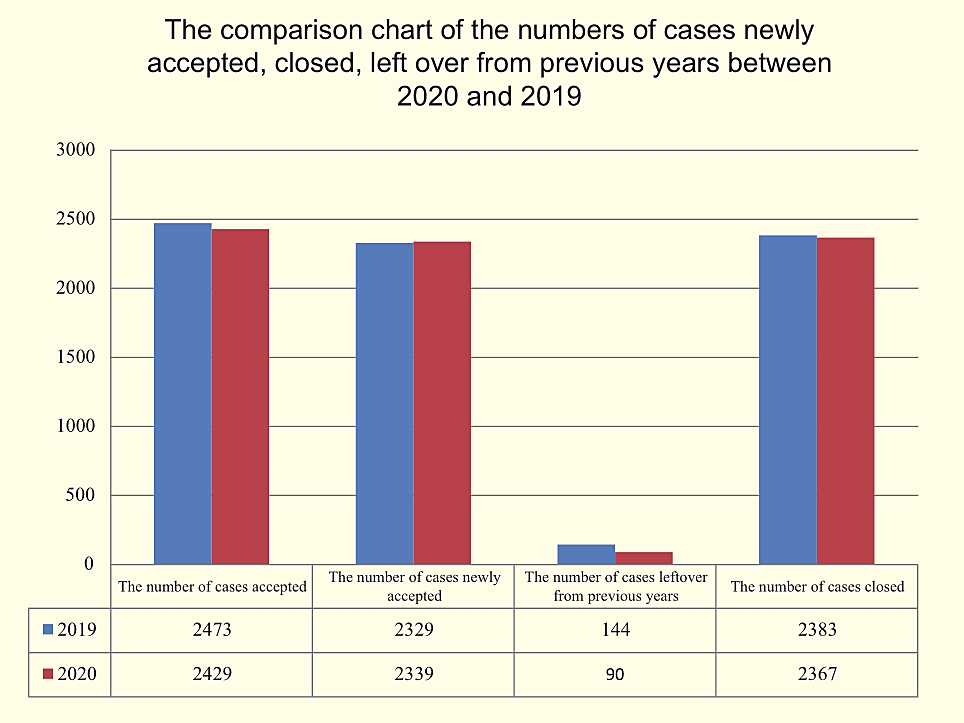 The comparison chart of the numbers of cases newly
accepted, closed, left over from previous years between
2020 and 2019
3000
2500
2000
1500
1000
500
0
The number of cases accepted
The number of cases newly
accepted
The number of cases leftover
from previous years
The number of cases closed
2019 2473 2329 144 2383
2020 2429 2339 90 2367